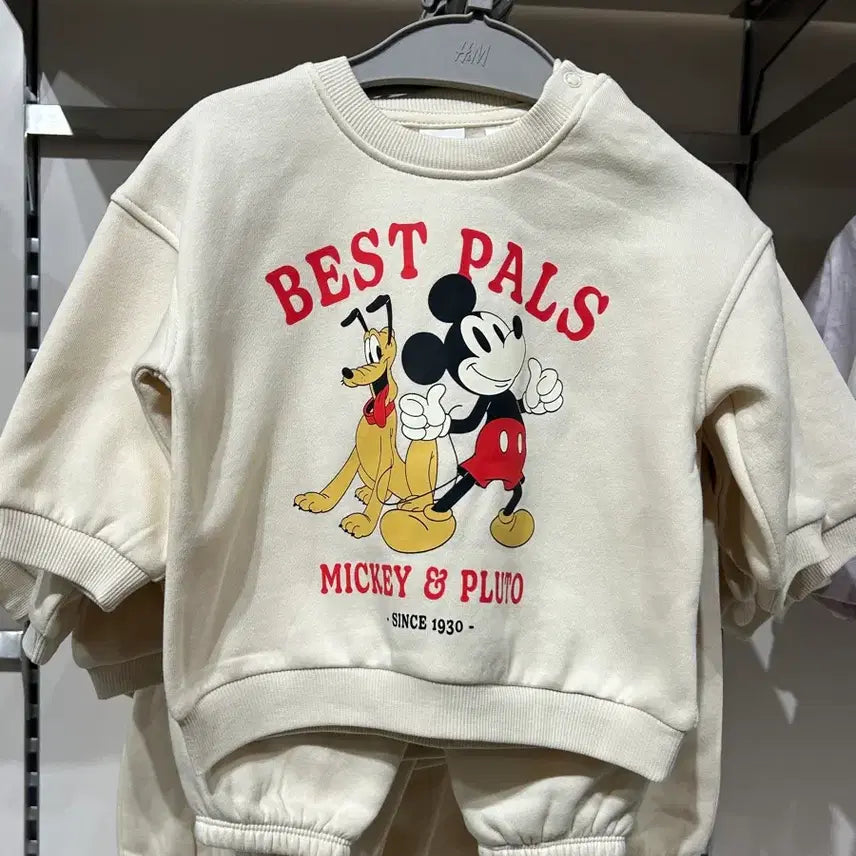 H&M
BEST PALS
MICKEY & PLUTO
- SINCE 1930 -